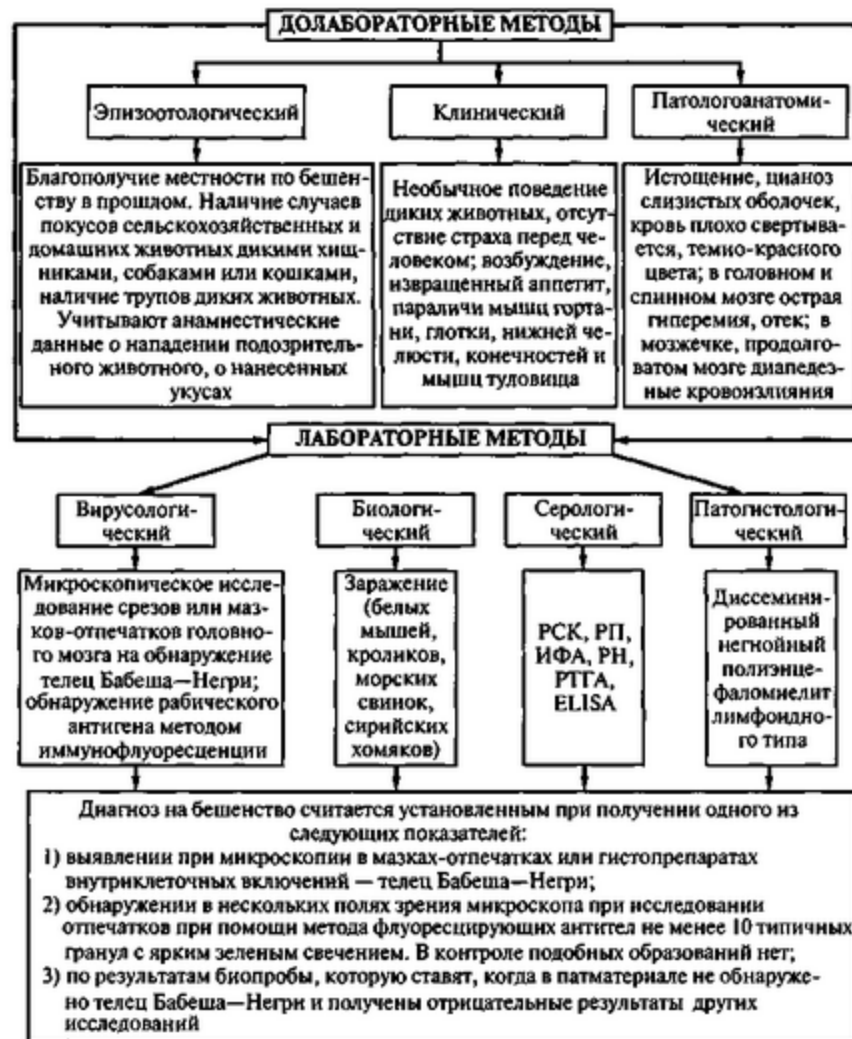 ДОЛАБОРАТОРНЫЕ МЕТОДЫ
Эпизоотологический
Клинический
Патологоанатоми-
ческий
Благополучие местности по бешен-
ству в прошлом. Наличие случаев
покусов сельскохозяйственных и
домашних животных дикими хищ-
никами, собаками или кошками,
наличие трупов диких животных.
Учитывают анамнестические
данные о нападении подозритель-
ного животного, о нанесенных
укусах
Необычное поведение
диких животных, отсут-
ствие страха перед че-
ловеком; возбуждение,
извращенный аппетит,
параличи мышц горта-
ни, глотки, нижней че-
люсти, конечностей и
мышц туловища
Истощение, цианоз
слизистых оболочек,
кровь плохо свертыва-
ется, темно-красного
цвета; в головном и
спинном мозге острая
гиперемия, отек; в
мозжечке, продолго-
ватом мозге диапедез-
ные кровоизлияния
ЛАБОРАТОРНЫЕ МЕТОДЫ
Вирусологи-
ческий
Биологи-
ческий
Серологи-
ческий
Патогистологи-
ческий
Микроскопическое иссле-
дование срезов или маз-
ков-отпечатков головно-
го мозга на обнаружение
телец Бабеша—Негри;
обнаружение рабического
антигена методом
иммунофлуоресценции
Заражение
(белых
мышей,
кроликов,
морских
свинок,
сирийских
хомяков)
РСК, РП,
ИФА, РН,
РТГА,
ELISA
Диссемини-
рованный
негнойный
полиэнце-
фаломиелит
лимфоидно-
го типа
Диагноз на бешенство считается установленным при получении одного из
следующих показателей:
1) выявлении при микроскопии в мазках-отпечатках или гистопрепаратах
внутриклеточных включений — телец Бабеша—Негри;
2) обнаружении в нескольких полях зрения микроскопа при исследовании
отпечатков при помощи метода флуоресцирующих антител не менее 10 типичных
гранул с ярким зеленым свечением. В контроле подобных образований нет;
3) по результатам биопробы, которую ставят, когда в патматериале не обнаруже-
но телец Бабеша—Негри и получены отрицательные результаты других
исследований